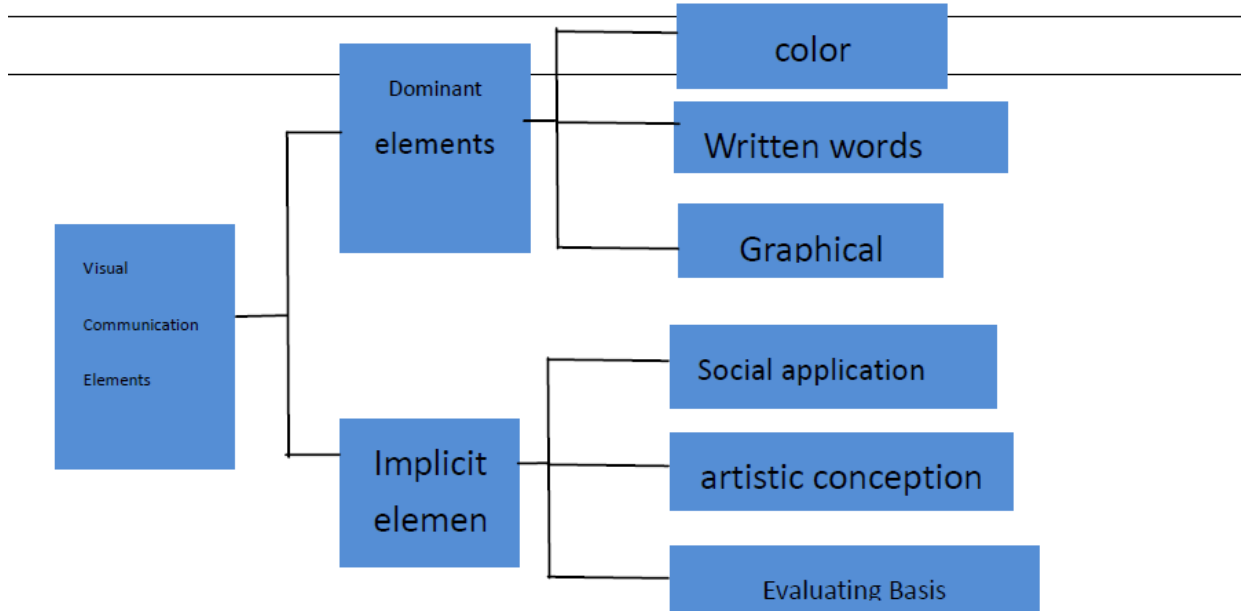 Visual
Communication
Elements
Dominant
elements
color
Written words
Graphical
Implicit
elemen
Social application
artistic conception
Evaluating Basis